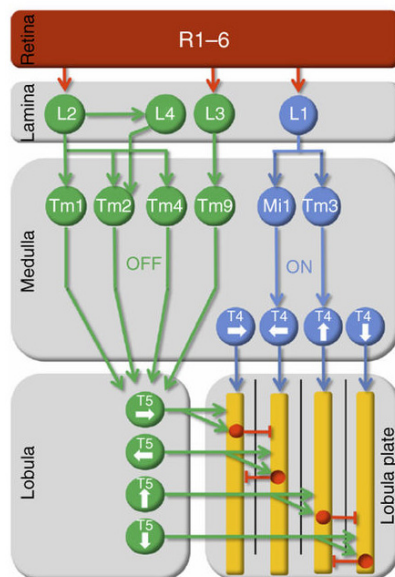 Retina
R1–6
Lamina
L2
L4
L3
L1
Medulla
Tm1
Tm2
Tm4
Tm9
Mi1
Tm3
OFF
ON
T4
T4
T4
T4
Lobula
T5
T5
T5
T5
Lobula plate